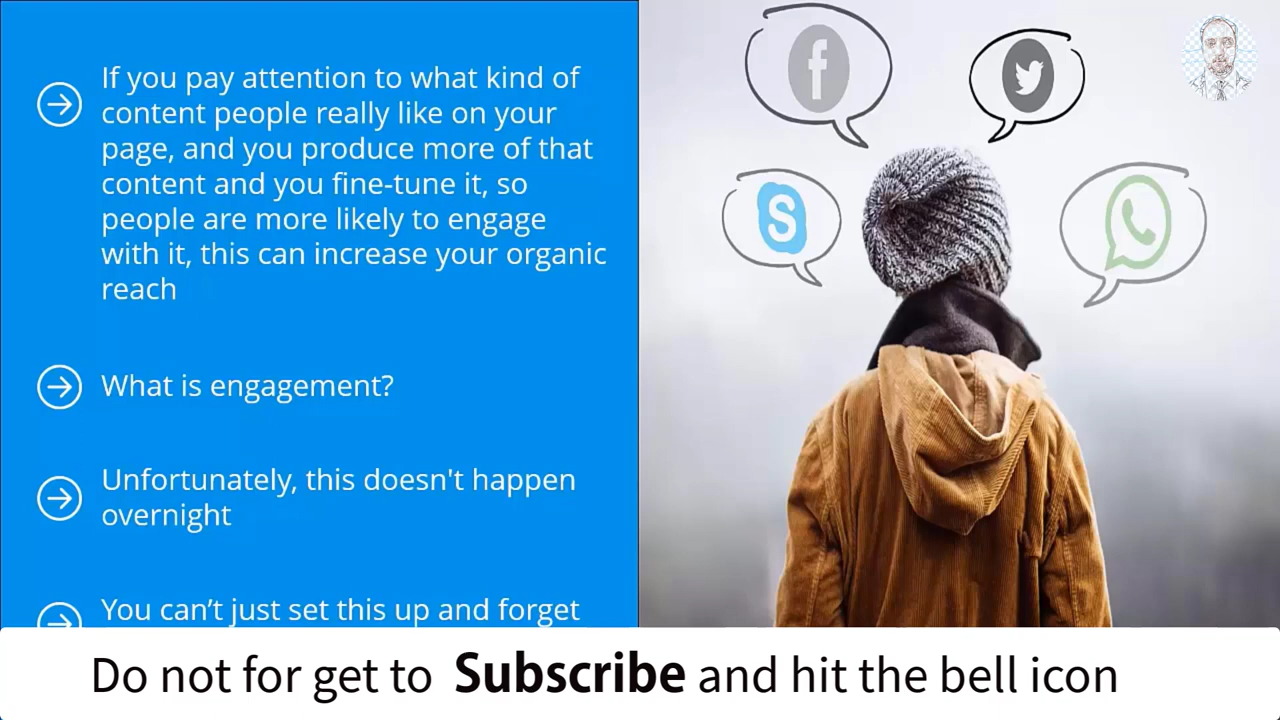 If you pay attention to what kind of
content people really like on your
page, and you produce more of that
content and you fine-tune it, so
people are more likely to engage
with it, this can increase your organic
reach
What is engagement?
Unfortunately, this doesn't happen
overnight
You can’t just set this up and forget
Do not for get to Subscribe and hit the bell icon